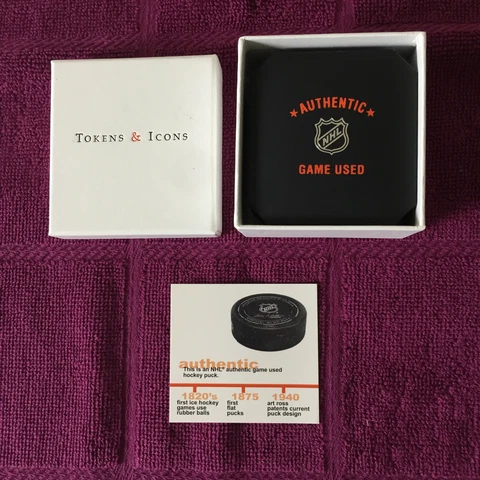 TOKENS & ICONS
AUTHENTIC
NHL
GAME USED
authentic
This is an NHL® authentic game used
hockey puck.
1820's
first ice hockey
games use
rubber balls
1875
first
flat
pucks
1940
art ross
patents current
puck design